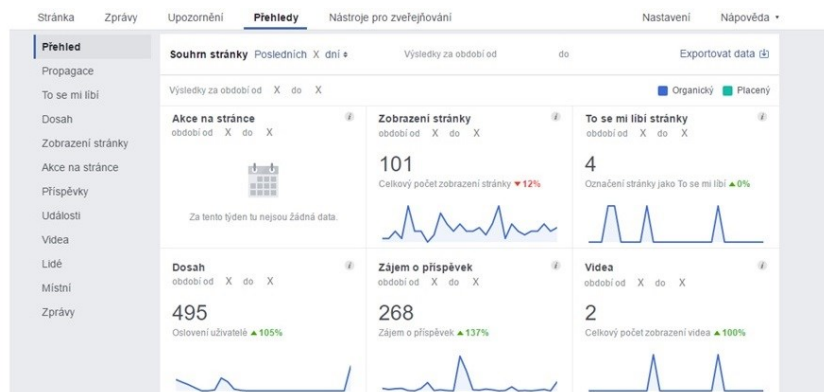 Stránka Zprávy Upozornění Přehledy Nástroje pro zveřejňování Nastavení Nápověda
Přehled
Propagace
To se mi líbí
Dosah
Zobrazení stránky
Akce na stránce
Příspěvky
Události
Videa
Lidé
Místní
Zprávy
Souhrn stránky Posledních X dní Výsledky za období od do Exportovat data
Výsledky za období od X do X Organický Placený
Akce na stránce
období od X do X
Za tento týden tu nejsou žádná data.
Zobrazení stránky
období od X do X
101
Celkový počet zobrazení stránky ▼12%
To se mi líbí stránky
období od X do X
4
Označení stránky jako To se mi líbí ▲0%
Dosah
období od X do X
495
Oslovení uživatelé ▲105%
Zájem o příspěvek
období od X do X
268
Zájem o příspěvek ▲137%
Videa
období od X do X
2
Celkový počet zobrazení videa ▲100%